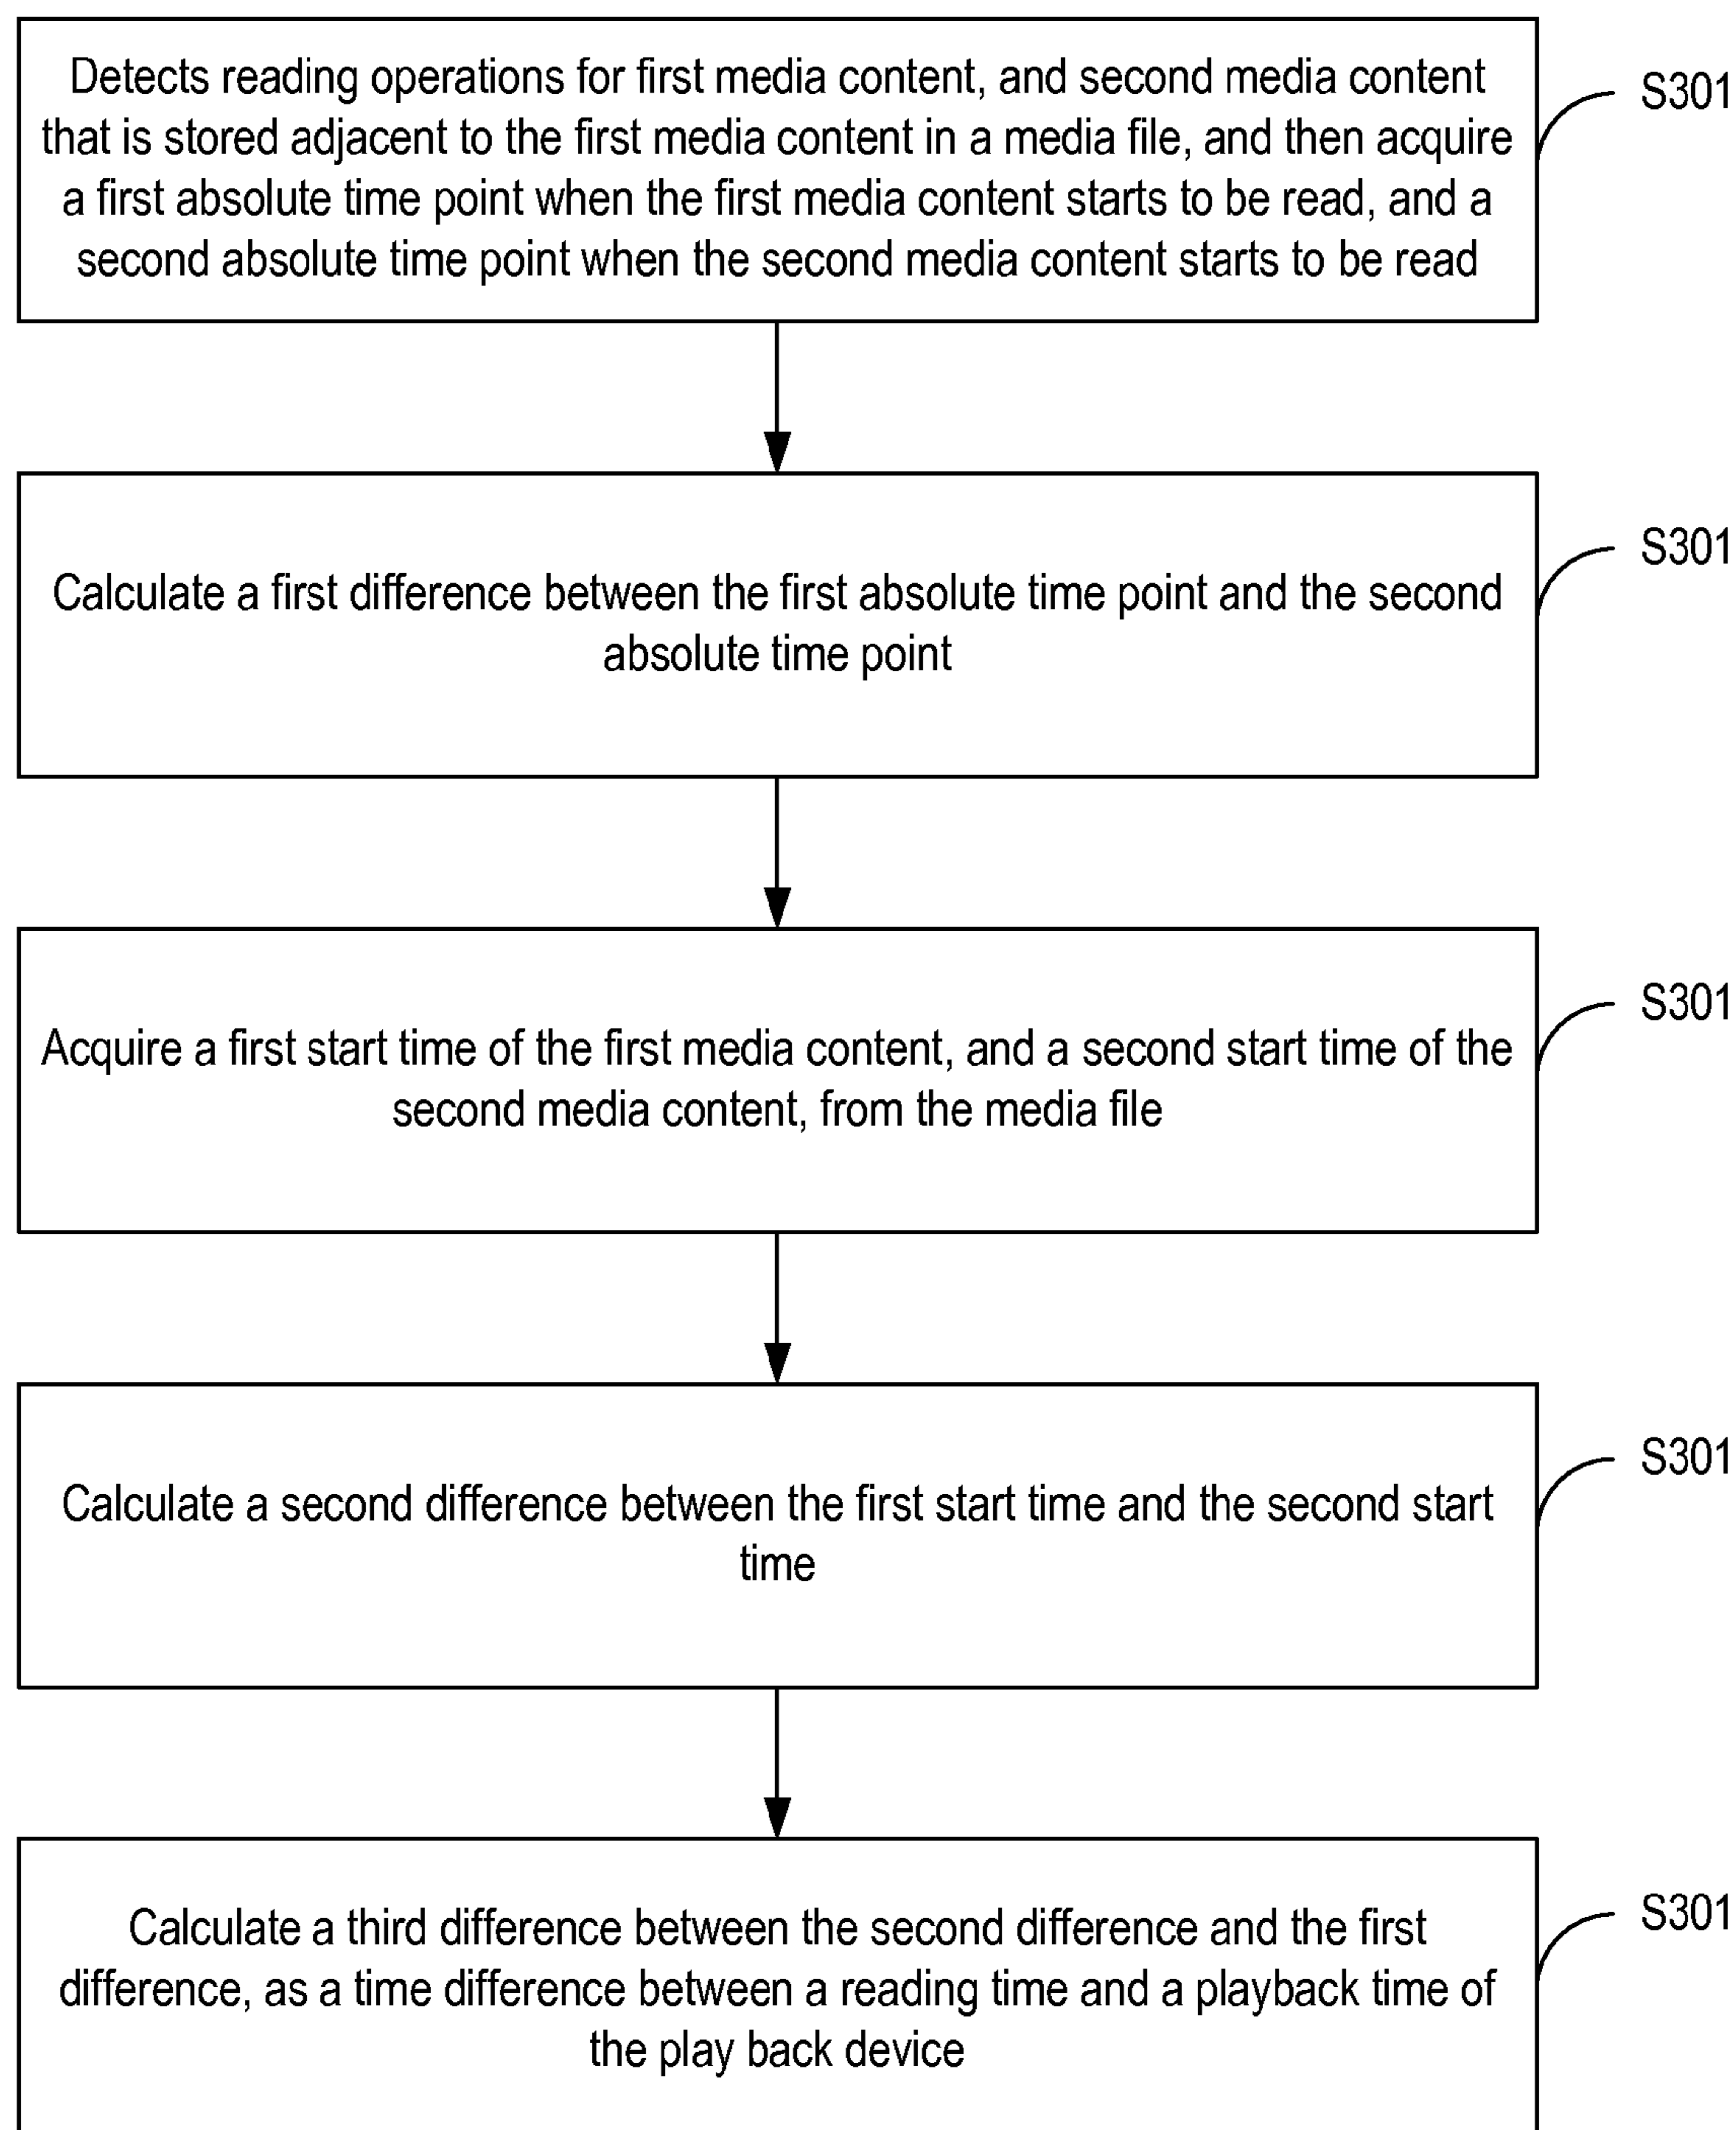 Detects reading operations for first media content, and second media content
that is stored adjacent to the first media content in a media file, and then acquire
a first absolute time point when the first media content starts to be read, and a
second absolute time point when the second media content starts to be read
S301
Calculate a first difference between the first absolute time point and the second
absolute time point
S301
Acquire a first start time of the first media content, and a second start time of the
second media content, from the media file
S301
Calculate a second difference between the first start time and the second start
time
S301
Calculate a third difference between the second difference and the first
difference, as a time difference between a reading time and a playback time of
the play back device
S301